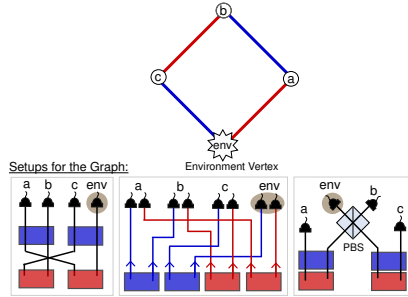 b
c
a
env
Environment Vertex
Setups for the Graph:
a b c env
a b c env
env b
a c
PBS